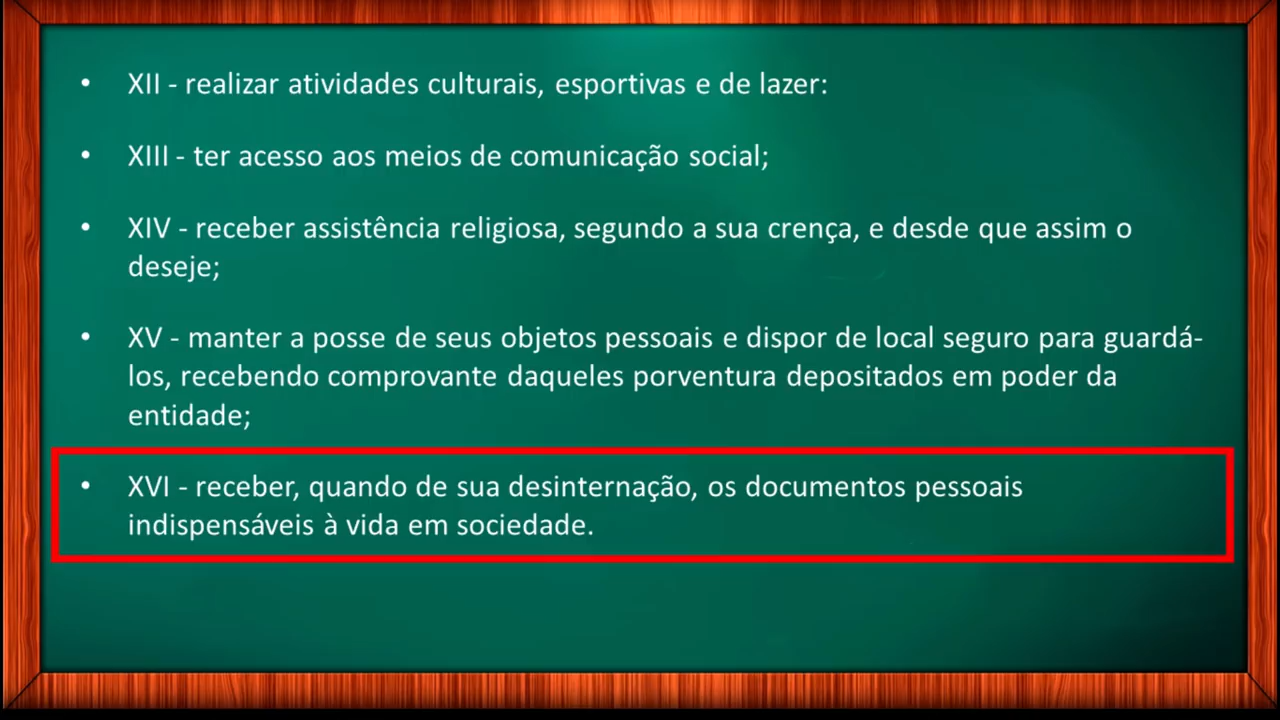 • XII - realizar atividades culturais, esportivas e de lazer:
• XIII - ter acesso aos meios de comunicação social;
• XIV - receber assistência religiosa, segundo a sua crença, e desde que assim o
deseje;
• XV - manter a posse de seus objetos pessoais e dispor de local seguro para guardá-
los, recebendo comprovante daqueles porventura depositados em poder da
entidade;
• XVI - receber, quando de sua desinternação, os documentos pessoais
indispensáveis à vida em sociedade.